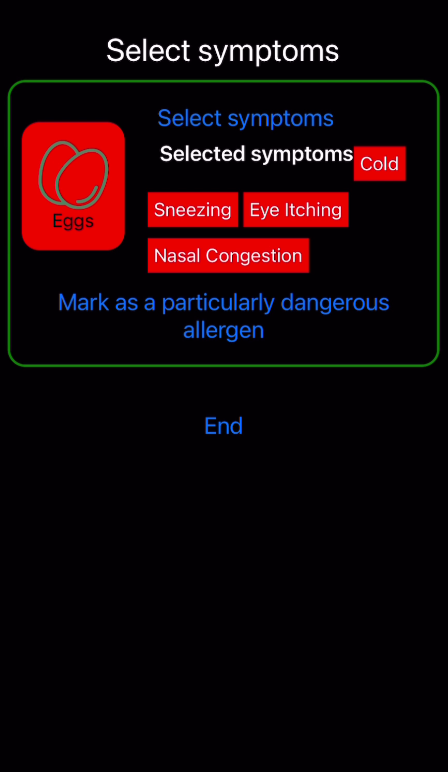 Select symptoms
Select symptoms
Selected symptoms Cold
Eggs
Sneezing Eye Itching
Nasal Congestion
Mark as a particularly dangerous
allergen
End